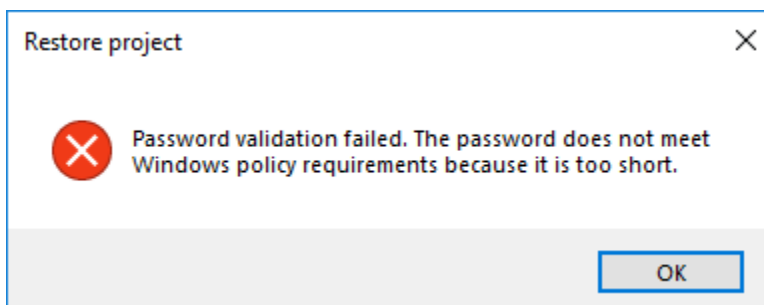 Restore project
Password validation failed. The password does not meet
Windows policy requirements because it is too short.
OK